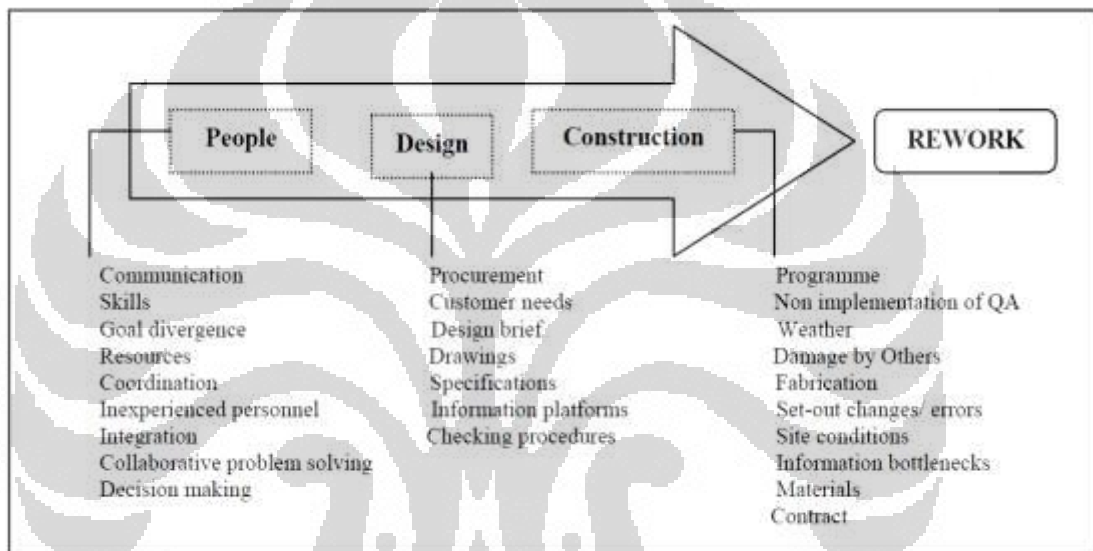 People
Design
Construction
REWORK
Communication
Skills
Goal divergence
Resources
Coordination
Inexperienced personnel
Integration
Collaborative problem solving
Decision making
Procurement
Customer needs
Design brief
Drawings
Specifications
Information platforms
Checking procedures
Programme
Non implementation of QA
Weather
Damage by Others
Fabrication
Set-out changes/ errors
Site conditions
Information bottlenecks
Materials
Contract